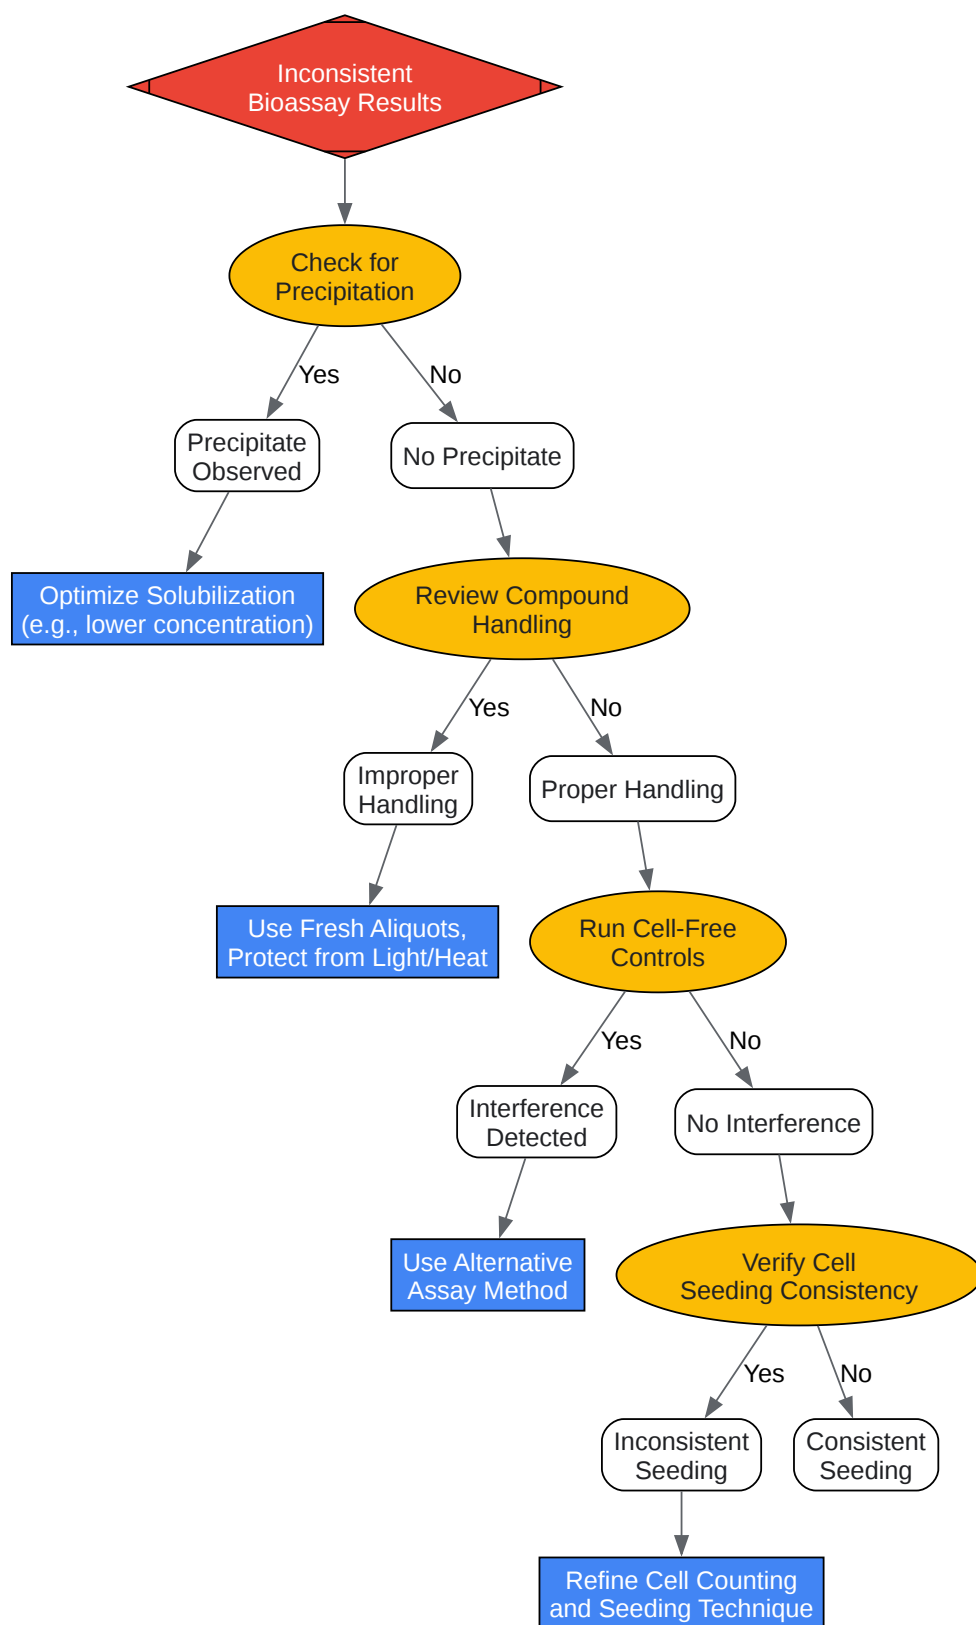 Inconsistent
Bioassay Results
Check for
Precipitation
Yes
No
Precipitate
Observed
No Precipitate
Optimize Solubilization
(e.g., lower concentration)
Review Compound
Handling
Yes
No
Improper
Handling
Proper Handling
Use Fresh Aliquots,
Protect from Light/Heat
Run Cell-Free
Controls
Yes
No
Interference
Detected
No Interference
Use Alternative
Assay Method
Verify Cell
Seeding Consistency
Yes
No
Inconsistent
Seeding
Consistent
Seeding
Refine Cell Counting
and Seeding Technique